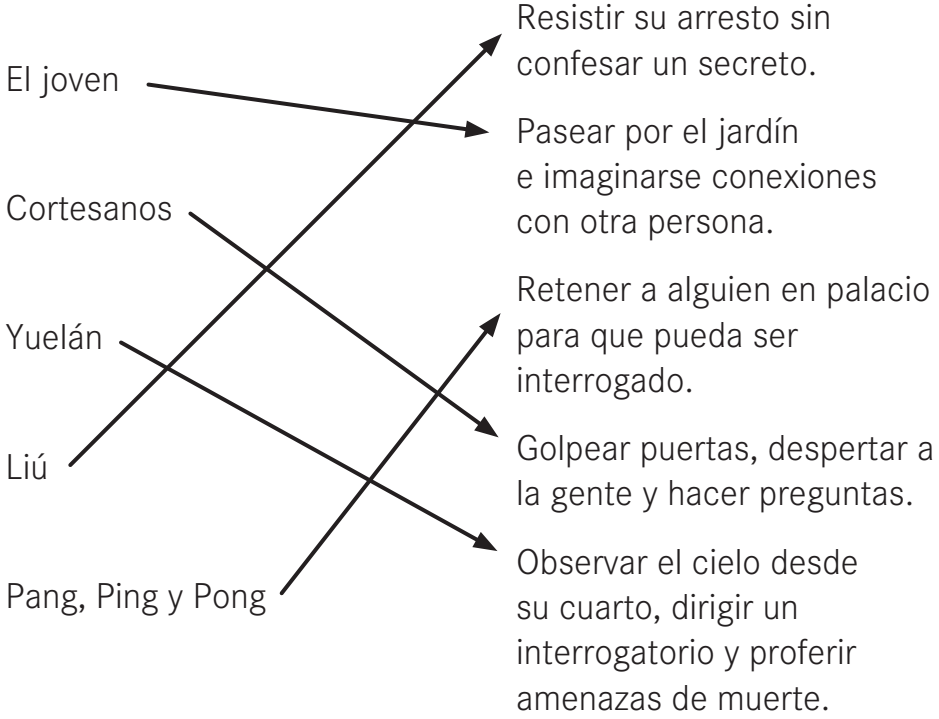 El joven
Cortesanos
Yuelán
Liú
Pang, Ping y Pong
Resistir su arresto sin
confesar un secreto.
Pasear por el jardín
e imaginarse conexiones
con otra persona.
Retener a alguien en palacio
para que pueda ser
interrogado.
Golpear puertas, despertar a
la gente y hacer preguntas.
Observar el cielo desde
su cuarto, dirigir un
interrogatorio y proferir
amenazas de muerte.